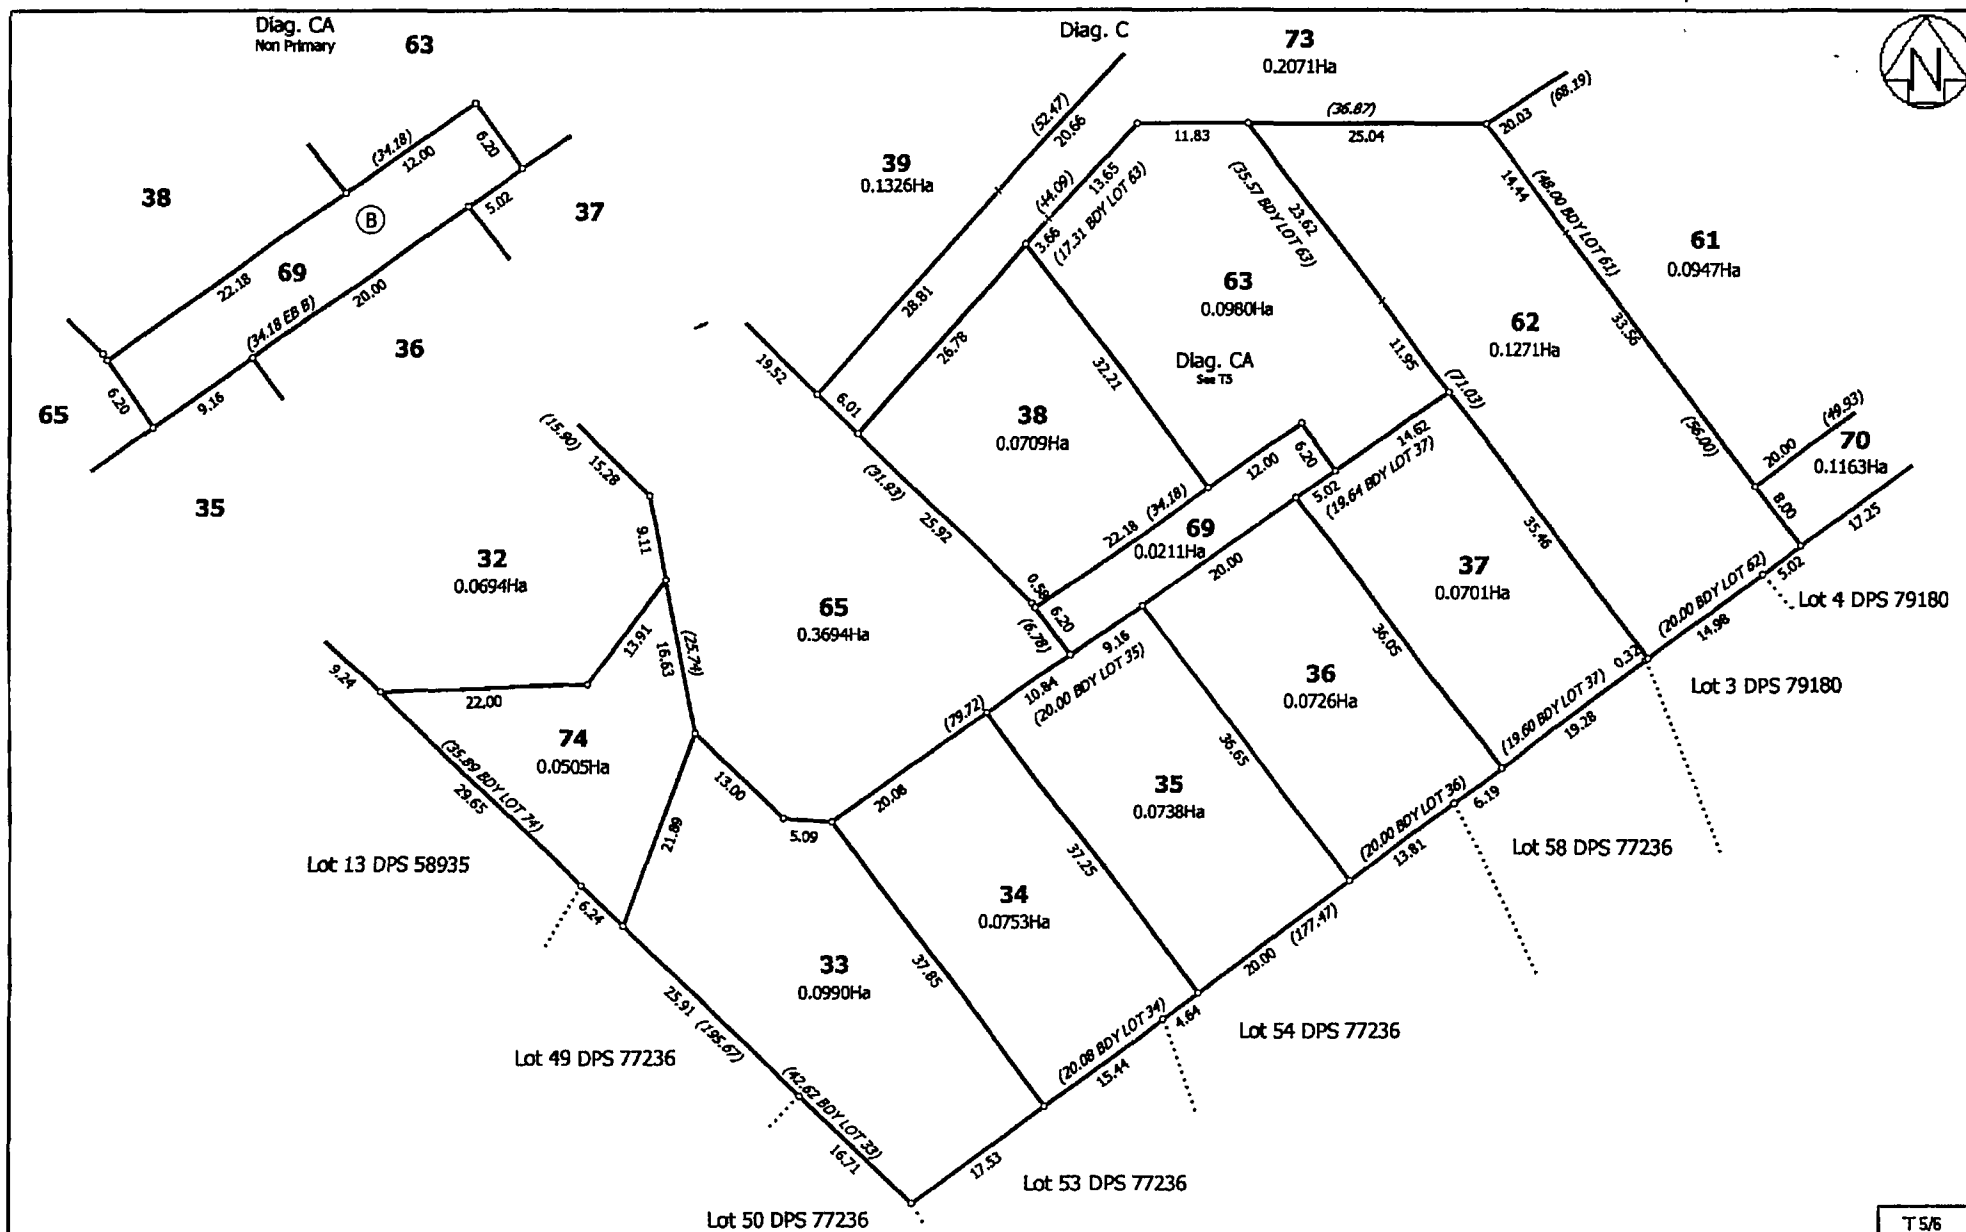 Diag. CA
Non Primary
63
Diag. C
73
0.2071Ha
N
(68.19)
20.03
(36.87)
25.04
11.83
(52.47)
20.66
(34.18)
12.00
6.20
5.02
38
B
37
69
22.18
(34.18 EB B)
20.00
36
6.20
9.16
65
35
39
0.1326Ha
(44.09)
13.65
3.66
(17.31 BDY LOT 63)
28.81
26.78
19.52
6.01
(35.57 BDY LOT 63)
23.62
11.95
63
0.0980Ha
Diag. CA
See T5
14.44
(48.00 BDY LOT 61)
33.56
(56.00)
61
0.0947Ha
62
0.1271Ha
(71.03)
35.46
20.00
(49.93)
70
0.1163Ha
8.00
17.25
5.02
38
0.0709Ha
32.21
(31.93)
25.92
22.18
(34.18)
12.00
6.20
14.62
5.02
(19.64 BDY LOT 37)
69
0.0211Ha
20.00
0.58
6.20
(6.78)
9.16
10.84
(20.00 BDY LOT 35)
37
0.0701Ha
36.05
(20.00 BDY LOT 62)
14.98
Lot 4 DPS 79180
0.32
Lot 3 DPS 79180
(19.60 BDY LOT 37)
19.28
(15.90)
15.28
9.11
32
0.0694Ha
13.91
(25.74)
16.63
65
0.3694Ha
9.24
22.00
74
0.0505Ha
(35.89 BDY LOT 74)
29.65
21.89
13.00
5.09
(79.72)
20.08
36
0.0726Ha
36.65
35
0.0738Ha
37.25
(20.00 BDY LOT 36)
13.81
6.19
Lot 58 DPS 77236
Lot 13 DPS 58935
6.24
34
0.0753Ha
37.85
33
0.0990Ha
20.00
(177.47)
(20.08 BDY LOT 34)
15.44
4.64
Lot 54 DPS 77236
25.91
(195.67)
Lot 49 DPS 77236
(42.62 BDY LOT 33)
16.71
17.53
Lot 53 DPS 77236
Lot 50 DPS 77236
T 5/6